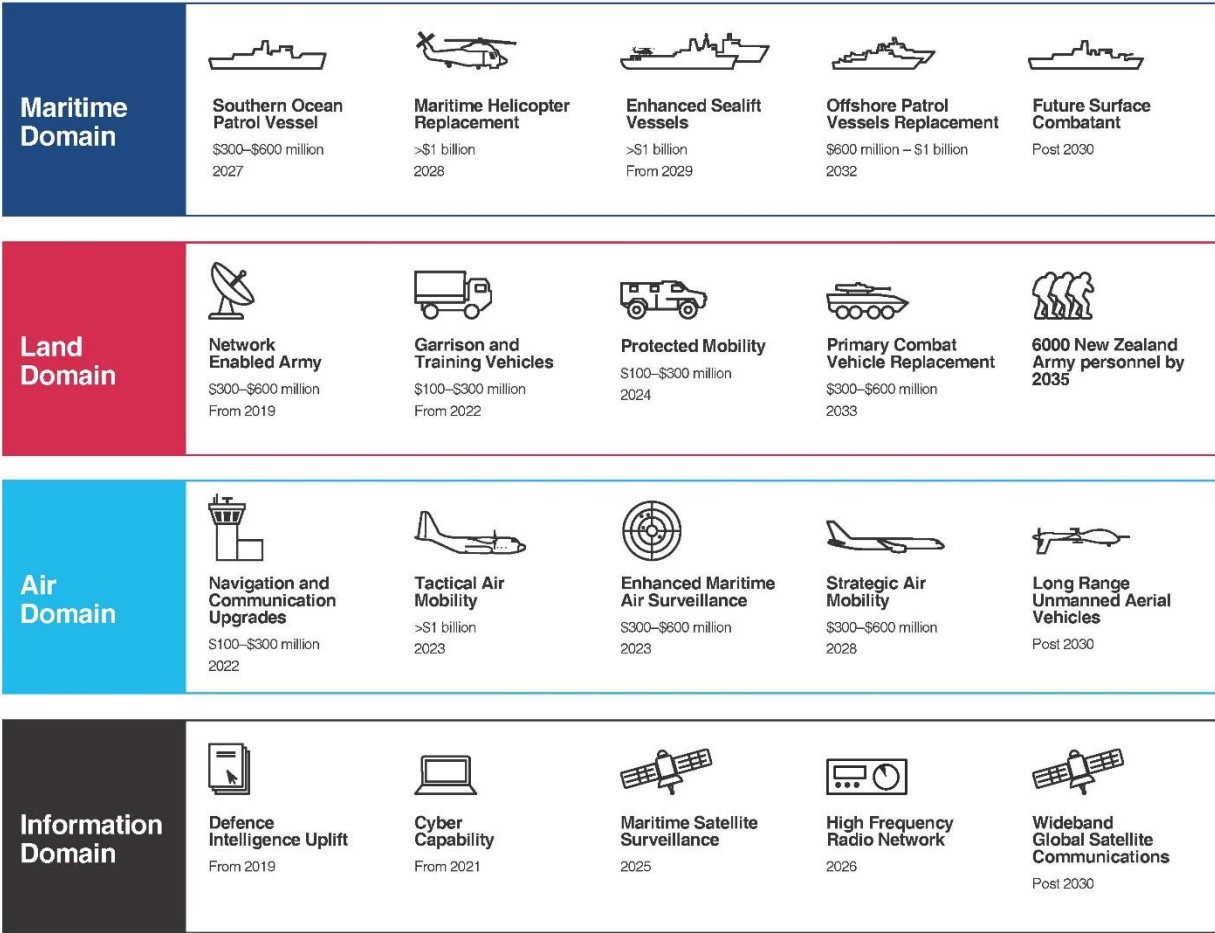 Maritime
Domain
Southern Ocean
Patrol Vessel
$300–$600 million
2027
Maritime Helicopter
Replacement
>$1 billion
2028
Enhanced Sealift
Vessels
>$1 billion
From 2029
Offshore Patrol
Vessels Replacement
$600 million – $1 billion
2032
Future Surface
Combatant
Post 2030
Land
Domain
Network
Enabled Army
$300–$600 million
From 2019
Garrison and
Training Vehicles
$100–$300 million
From 2022
Protected Mobility
$100–$300 million
2024
Primary Combat
Vehicle Replacement
$300–$600 million
2033
6000 New Zealand
Army personnel by
2035
Air
Domain
Navigation and
Communication
Upgrades
$100–$300 million
2022
Tactical Air
Mobility
>$1 billion
2023
Enhanced Maritime
Air Surveillance
$300–$600 million
2023
Strategic Air
Mobility
$300–$600 million
2028
Long Range
Unmanned Aerial
Vehicles
Post 2030
Information
Domain
Defence
Intelligence Uplift
From 2019
Cyber
Capability
From 2021
Maritime Satellite
Surveillance
2025
High Frequency
Radio Network
2026
Wideband
Global Satellite
Communications
Post 2030